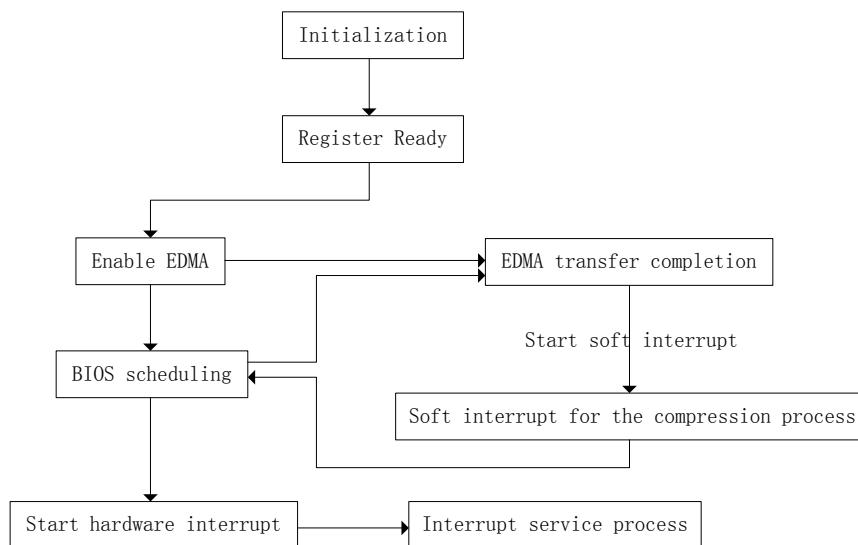 Initialization
Register Ready
Enable EDMA
EDMA transfer completion
Start soft interrupt
BIOS scheduling
Soft interrupt for the compression process
Start hardware interrupt
Interrupt service process